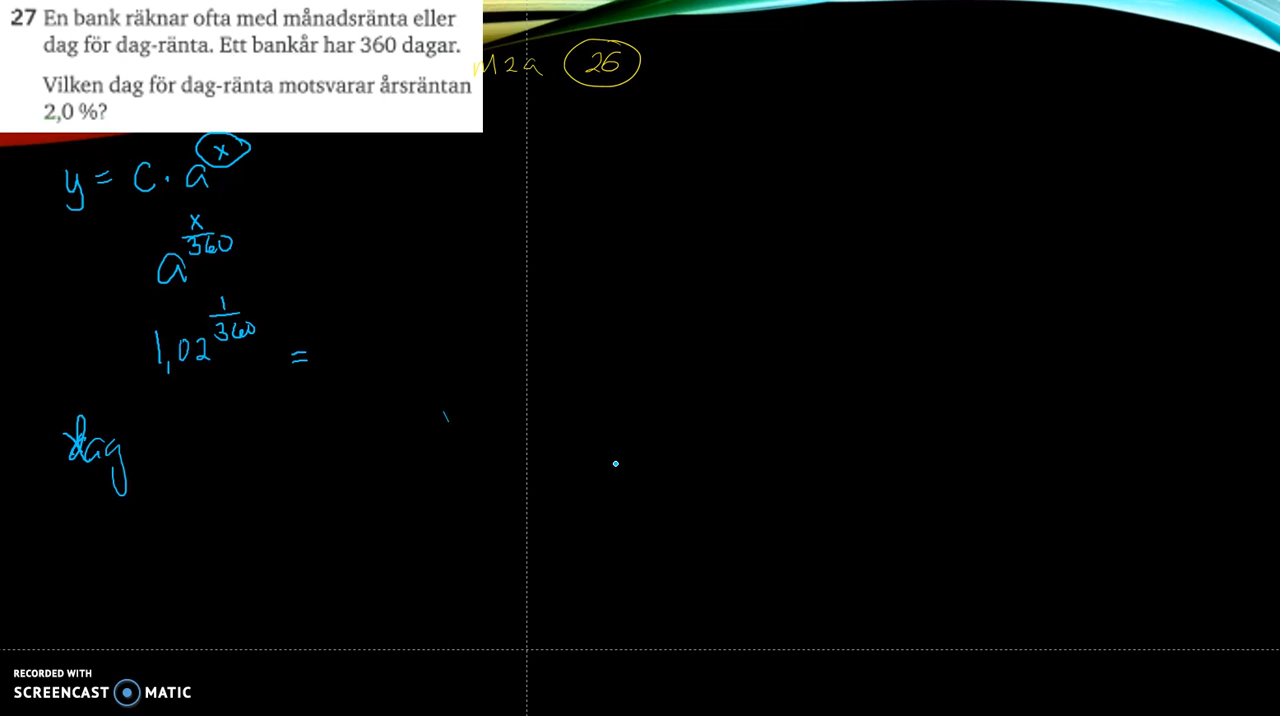 27 En bank räknar ofta med månadsränta eller
dag för dag-ränta. Ett bankår har 360 dagar.
Vilken dag för dag-ränta motsvarar årsräntan
2,0 %?
M2a 26
y = C · a^x
a^(x/360)
1,02^(1/360) =
dag
RECORDED WITH
SCREENCAST MATIC